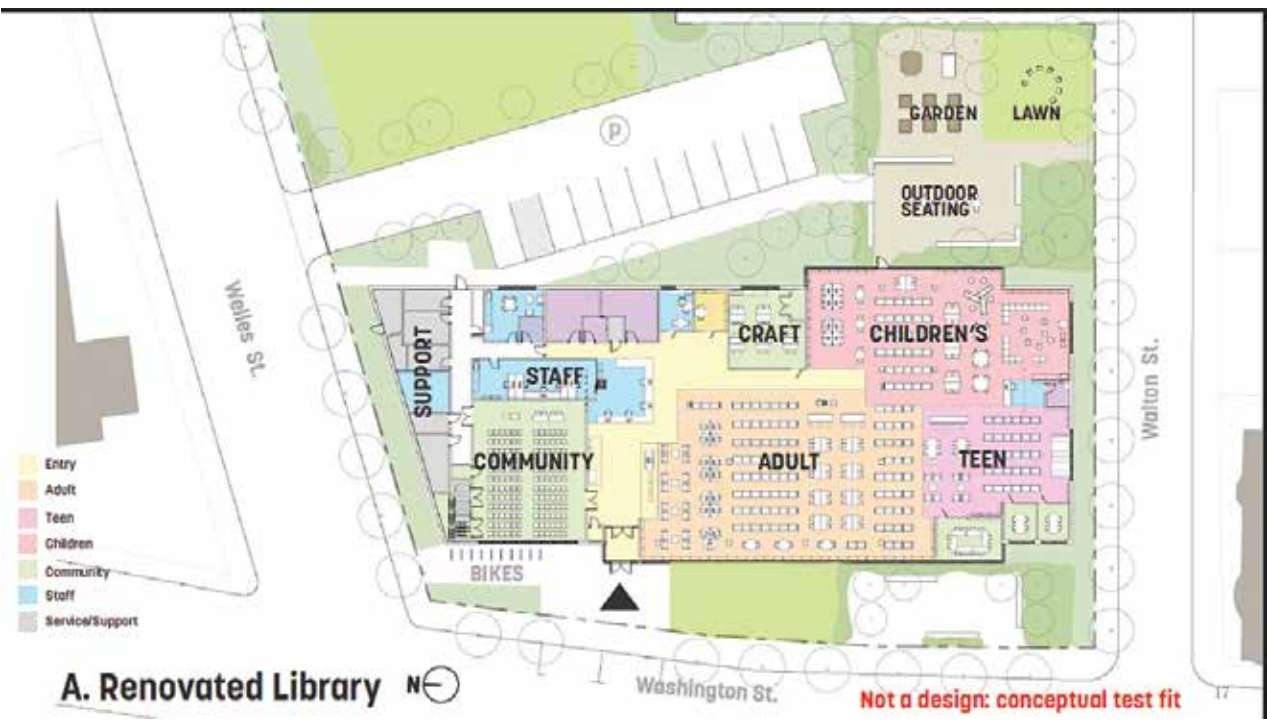 P
GARDEN
LAWN
OUTDOOR
SEATING
Welles St.
SUPPORT
CRAFT
CHILDREN'S
STAFF
Walton St.
COMMUNITY
ADULT
TEEN
Entry
Adult
Teen
Children
Community
Staff
Service/Support
BIKES
A. Renovated Library
N
Washington St.
Not a design: conceptual test fit
17